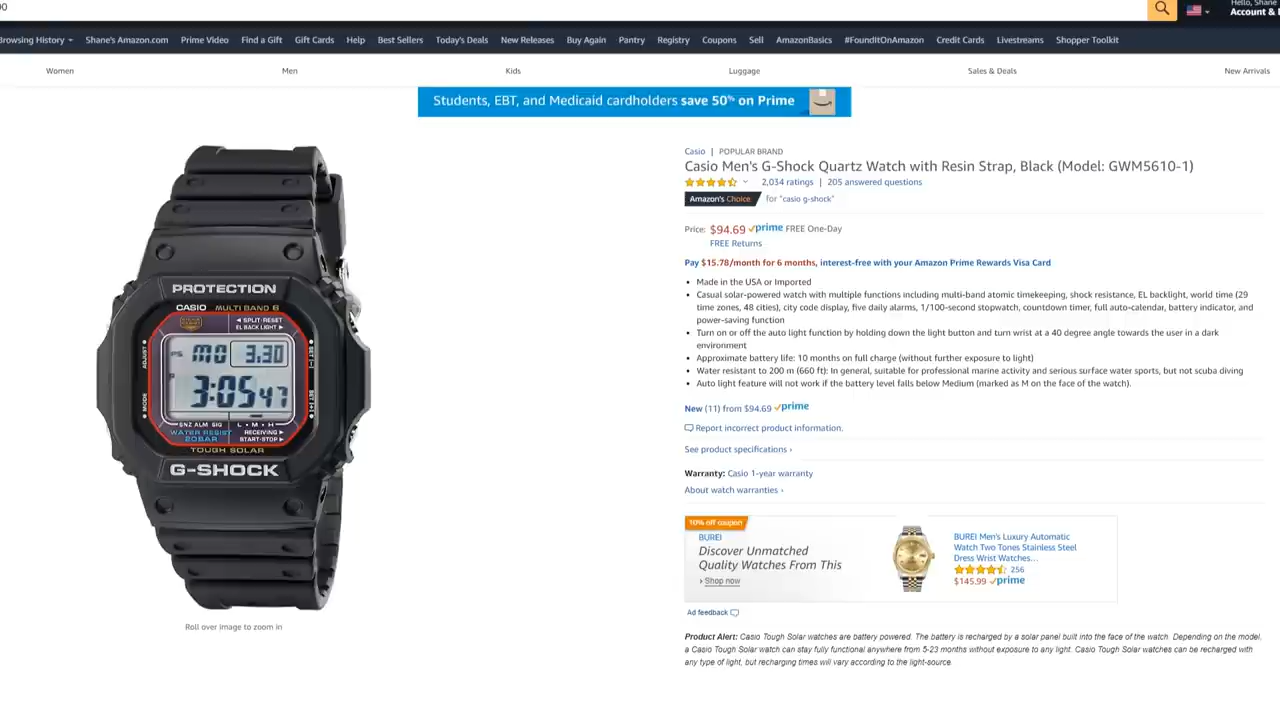 Hello, Shane
Account &
Browsing History
Shane's Amazon.com
Prime Video
Find a Gift
Gift Cards
Help
Best Sellers
Today's Deals
New Releases
Buy Again
Pantry
Registry
Coupons
Sell
AmazonBasics
#FoundItOnAmazon
Credit Cards
Livestreams
Shopper Toolkit
Women
Men
Kids
Luggage
Sales & Deals
New Arrivals
Students, EBT, and Medicaid cardholders save 50% on Prime
PROTECTION
CASIO MULTI BAND 6
◄ SPLIT·RESET
EL BACK LIGHT ►
ADJUST
MODE
SET[-]
SET[+]
PS MO 3.30
P 3:05 47
SNZ ALM SIG L • M • H
WATER RESIST RECEIVING ►
20BAR START·STOP ►
TOUGH SOLAR
G-SHOCK
Roll over image to zoom in
Casio | POPULAR BRAND
Casio Men's G-Shock Quartz Watch with Resin Strap, Black (Model: GWM5610-1)
2,034 ratings | 205 answered questions
Amazon's Choice for "casio g-shock"
Price: $94.69 prime FREE One-Day
FREE Returns
Pay $15.78/month for 6 months, interest-free with your Amazon Prime Rewards Visa Card
• Made in the USA or Imported
• Casual solar-powered watch with multiple functions including multi-band atomic timekeeping, shock resistance, EL backlight, world time (29
time zones, 48 cities), city code display, five daily alarms, 1/100-second stopwatch, countdown timer, full auto-calendar, battery indicator, and
power-saving function
• Turn on or off the auto light function by holding down the light button and turn wrist at a 40 degree angle towards the user in a dark
environment
• Approximate battery life: 10 months on full charge (without further exposure to light)
• Water resistant to 200 m (660 ft): In general, suitable for professional marine activity and serious surface water sports, but not scuba diving
• Auto light feature will not work if the battery level falls below Medium (marked as M on the face of the watch).
New (11) from $94.69 prime
Report incorrect product information.
See product specifications ›
Warranty: Casio 1-year warranty
About watch warranties ›
10% off coupon
BUREI
Discover Unmatched
Quality Watches From This
› Shop now
BUREI Men's Luxury Automatic
Watch Two Tones Stainless Steel
Dress Wrist Watches...
256
$145.99 prime
Ad feedback
Product Alert: Casio Tough Solar watches are battery powered. The battery is recharged by a solar panel built into the face of the watch. Depending on the model,
a Casio Tough Solar watch can stay fully functional anywhere from 5-23 months without exposure to any light. Casio Tough Solar watches can be recharged with
any type of light, but recharging times will vary according to the light-source.